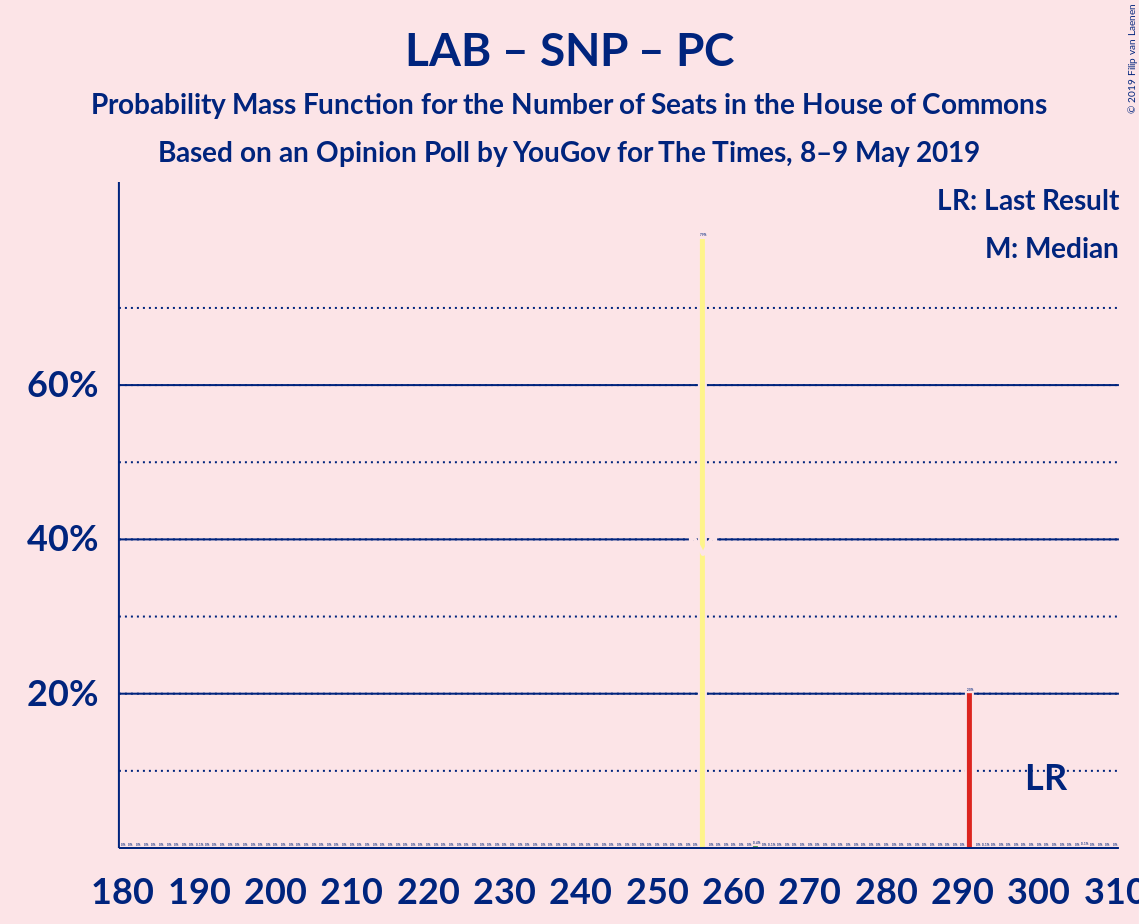 LAB – SNP – PC
Probability Mass Function for the Number of Seats in the House of Commons
Based on an Opinion Poll by YouGov for The Times, 8–9 May 2019
© 2019 Filip van Laenen
LR: Last Result
M: Median
60%
40%
20%
79%
20%
LR
180 190 200 210 220 230 240 250 260 270 280 290 300 310